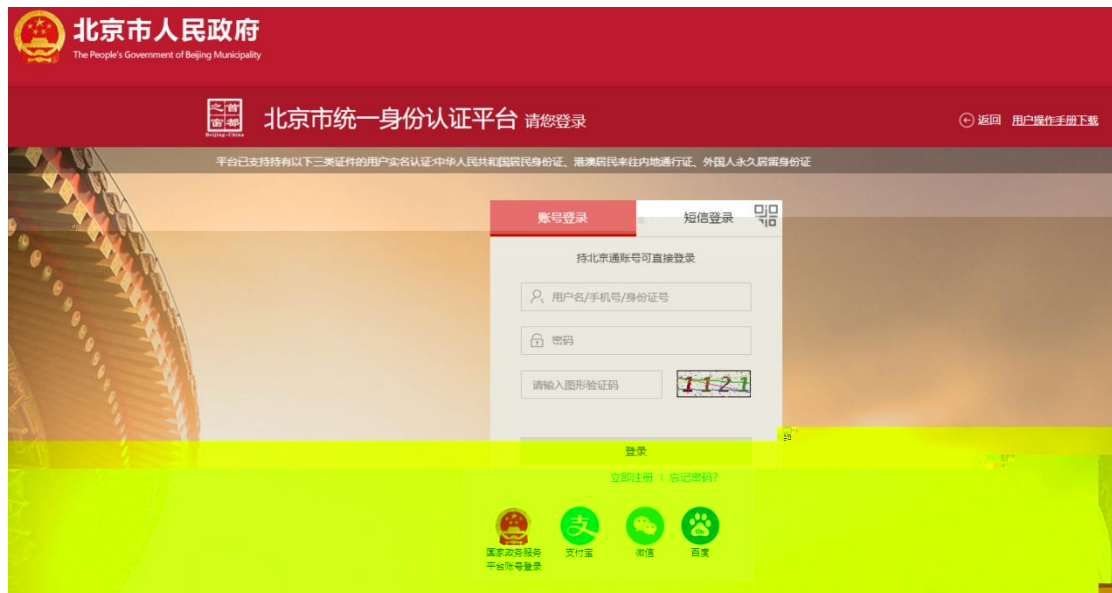 北京市人民政府
The People's Government of Beijing Municipality
首都之窗
Beijing-China
北京市统一身份认证平台 请您登录
返回 用户操作手册下载
平台已支持持有以下三类证件的用户实名认证:中华人民共和国居民身份证、港澳居民来往内地通行证、外国人永久居留身份证
账号登录 短信登录
持北京通账号可直接登录
用户名/手机号/身份证号
密码
请输入图形验证码 1121
登录
立即注册 | 忘记密码?
国家政务服务 支付宝 微信 百度
平台账号登录